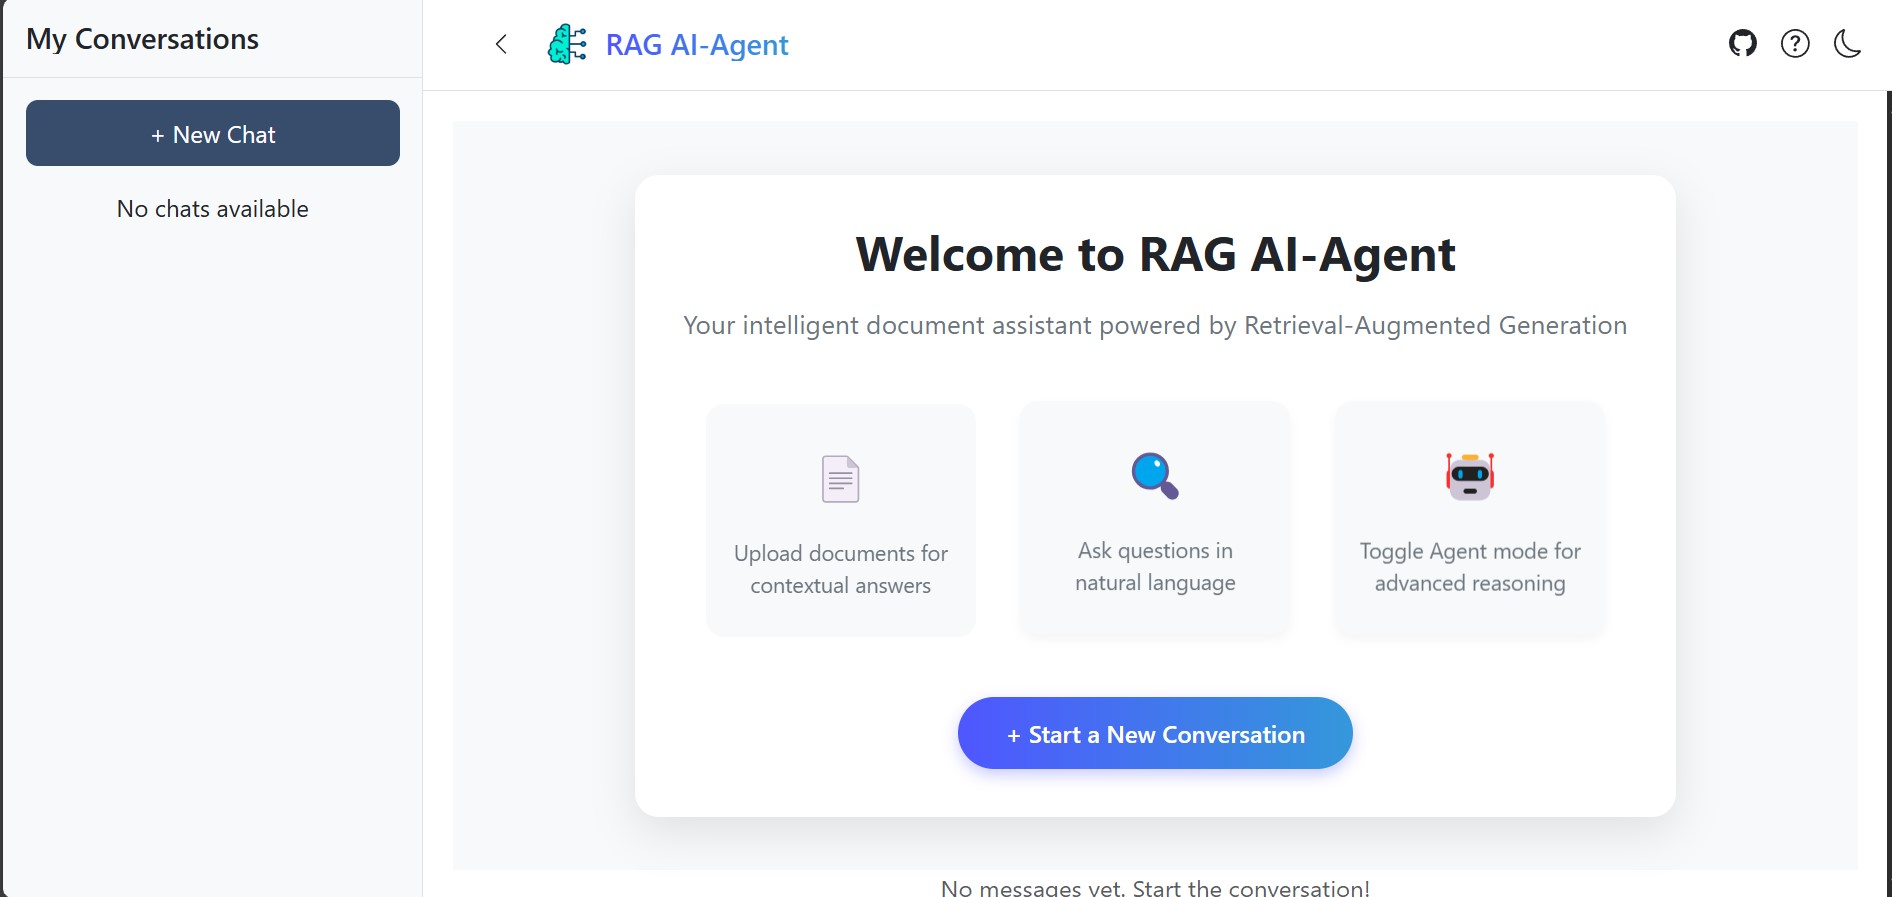 My Conversations
+ New Chat
No chats available
RAG AI-Agent
Welcome to RAG AI-Agent
Your intelligent document assistant powered by Retrieval-Augmented Generation
Upload documents for
contextual answers
Ask questions in
natural language
Toggle Agent mode for
advanced reasoning
+ Start a New Conversation
No messages yet. Start the conversation!